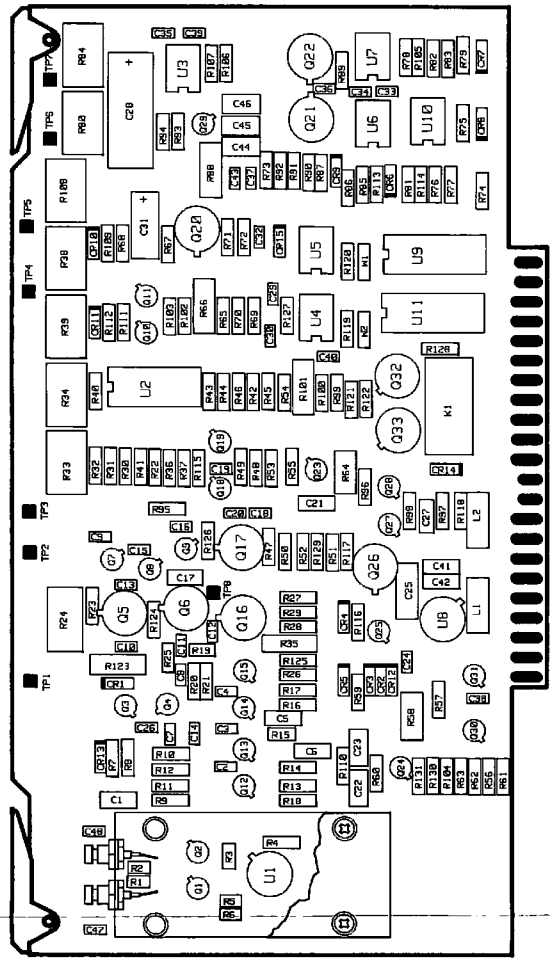 C35 C39
TP7 R84 U3 R107 R106 Q22 U7 R78 R105 R82 R83 R79 CR7
C28 R89
C36 C34 C33
TP6 R80 R94 R93 Q29 C46 Q21 U6 U10 R75 CR8
C45
C44
R108 R88 C43 C37 R73 R92 R91 R90 R87 CR9 R86 R85 R113 CR6 R81 R114 R76 R77 R74
TP5 C31 Q20
R38 CR10 R109 R68 R67 R71 R72 C32 CR15 U5 R120 W1 U9
TP4 Q11 C29
R39 CR11 R112 R111 Q10 R103 R102 R66 R65 R70 R69 C30 R127 U4 R119 W2 U11
C40 R128
R34 R40 U2 R43 R44 R46 R42 R45 R54 R101 R100 R99 R121 R122 Q32 K1
Q33
Q19
R33 R32 R31 R30 R41 R22 R36 R37 R115 C19 R49 R48 R53 R55 Q23 R64 R96 CR14
Q18 Q28
TP3 R95 C20 C18 C21 R98 C27 R97 R118 L2
C16 Q27
TP2 C9 C15 Q9 R126 Q17 R47 R50 R52 R129 R51 R117
Q7 Q8 C41
C17 Q26 C25 C42
C13 TP8
R24 R23 Q5 R124 Q6 Q16 R27 U8 L1
R29 CR4 R116
C12 R28 Q25
C10 R25 C11 R19 R35
R123 C8 R125 C24
TP1 CR1 R20 R21 Q15 R26 CR5 R59 CR3 CR2 CR12 Q31
C4 R17
Q3 Q4 Q14 R16 R58 R57 C38
C5
C26 C7 C14 C3 R15 Q30
CR13 R7 R8 R10 Q13 C6 C23
R12 C2 R14 R110 R60 Q24 R131 R130 R104 R63 R62 R56 R61
R11 Q12 R13 C22
C1 R9 R18
C48 R4
R2 Q2 R3
R1 Q1 U1
R5
R6
C47